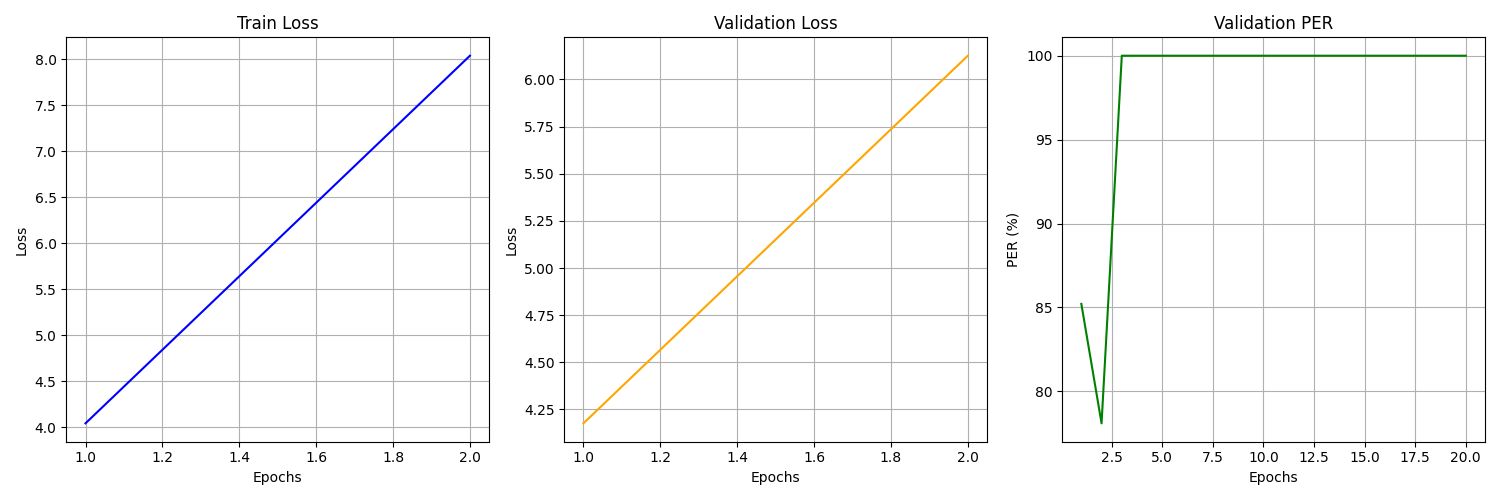 Train Loss
Loss
8.0
7.5
7.0
6.5
6.0
5.5
5.0
4.5
4.0
1.0 1.2 1.4 1.6 1.8 2.0
Epochs
Validation Loss
Loss
6.00
5.75
5.50
5.25
5.00
4.75
4.50
4.25
1.0 1.2 1.4 1.6 1.8 2.0
Epochs
Validation PER
PER (%)
100
95
90
85
80
2.5 5.0 7.5 10.0 12.5 15.0 17.5 20.0
Epochs